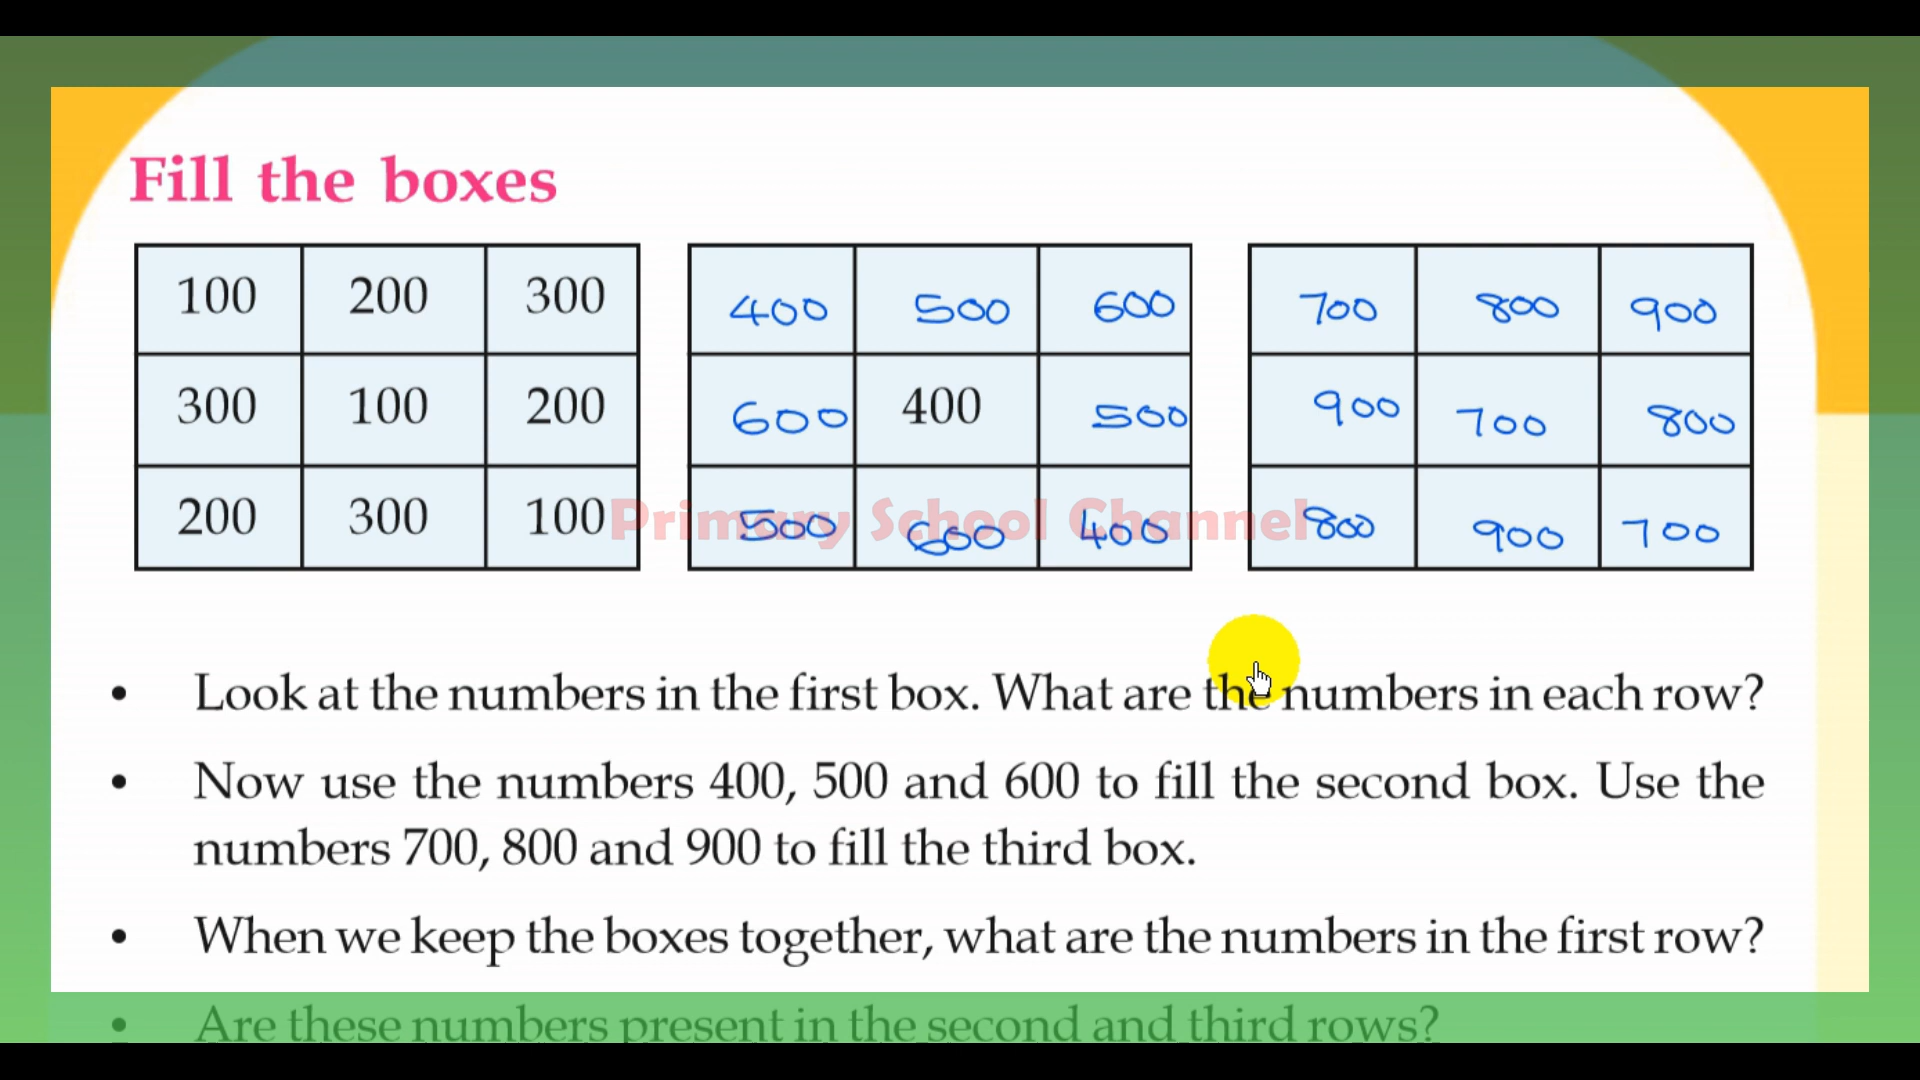 Fill the boxes
100 200 300 400 500 600 700 800 900
300 100 200 600 400 500 900 700 800
200 300 100 500 600 400 800 900 700
Primary School Channel
• Look at the numbers in the first box. What are the numbers in each row?
• Now use the numbers 400, 500 and 600 to fill the second box. Use the
numbers 700, 800 and 900 to fill the third box.
• When we keep the boxes together, what are the numbers in the first row?
• Are these numbers present in the second and third rows?